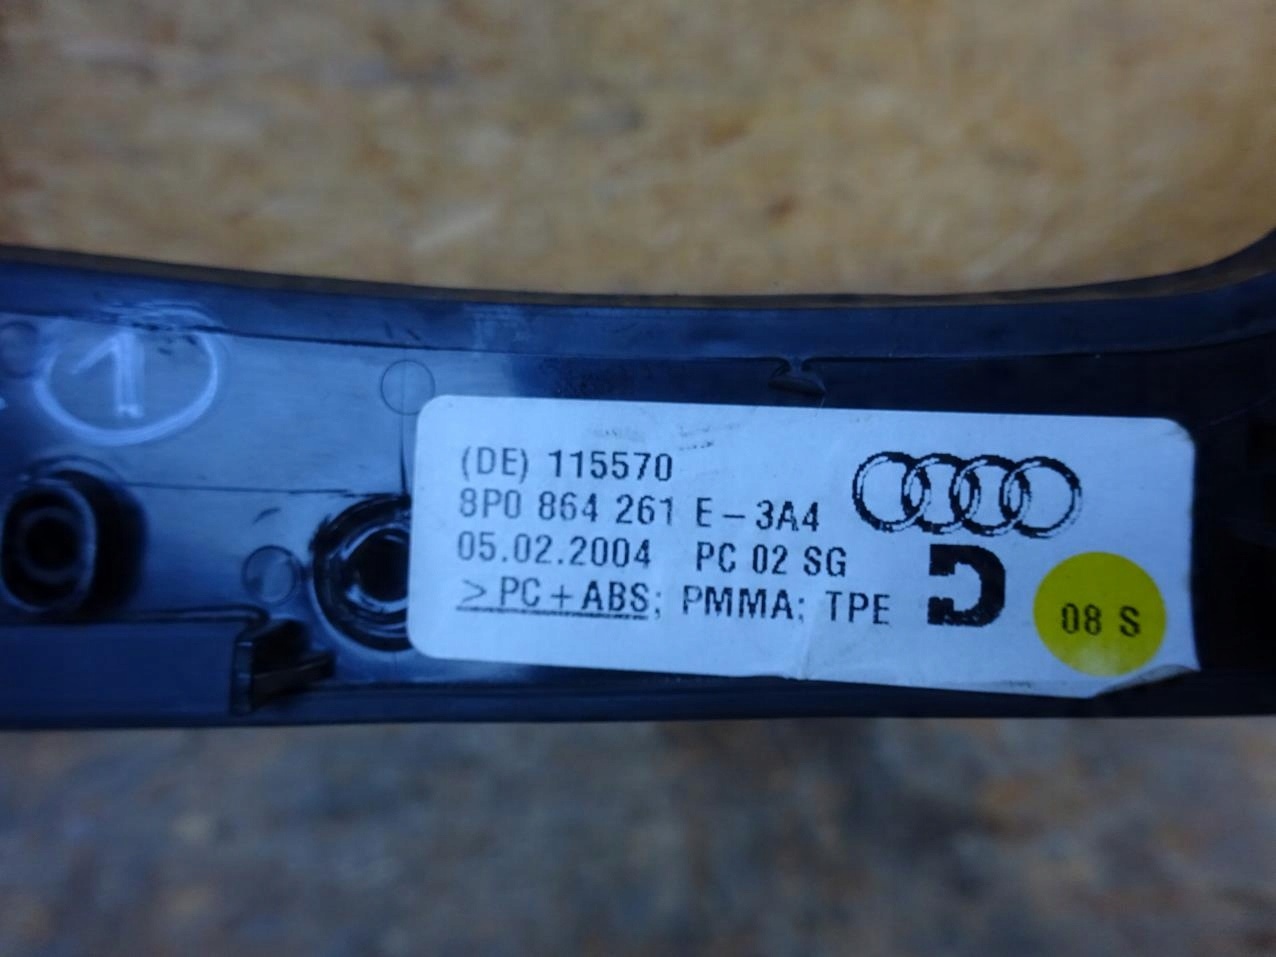 1
(DE) 115570
8P0 864 261 E-3A4
05.02.2004 PC 02 SG
>PC+ABS; PMMA; TPE
08 S